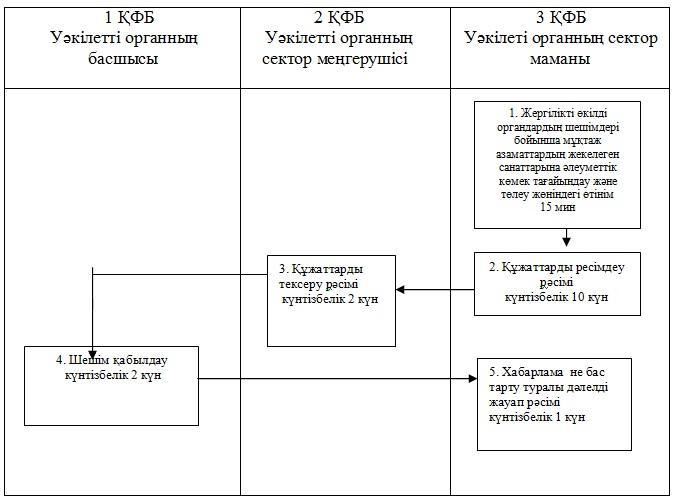 1 ҚФБ
Уәкілетті органның
басшысы
2 ҚФБ
Уәкілетті органның
сектор меңгерушісі
3 ҚФБ
Уәкілеті органның сектор
маманы
1. Жергілікті өкілді
органдардың шешімдері
бойынша мұқтаж
азаматтардың жекелеген
санаттарына әлеуметтік
көмек тағайындау және
төлеу жөніндегі өтінім
15 мин
2. Құжаттарды ресімдеу
рәсімі
күнтізбелік 10 күн
3. Құжаттарды
тексеру рәсімі
күнтізбелік 2 күн
4. Шешім қабылдау
күнтізбелік 2 күн
5. Хабарлама не бас
тарту туралы дәлелді
жауап рәсімі
күнтізбелік 1 күн